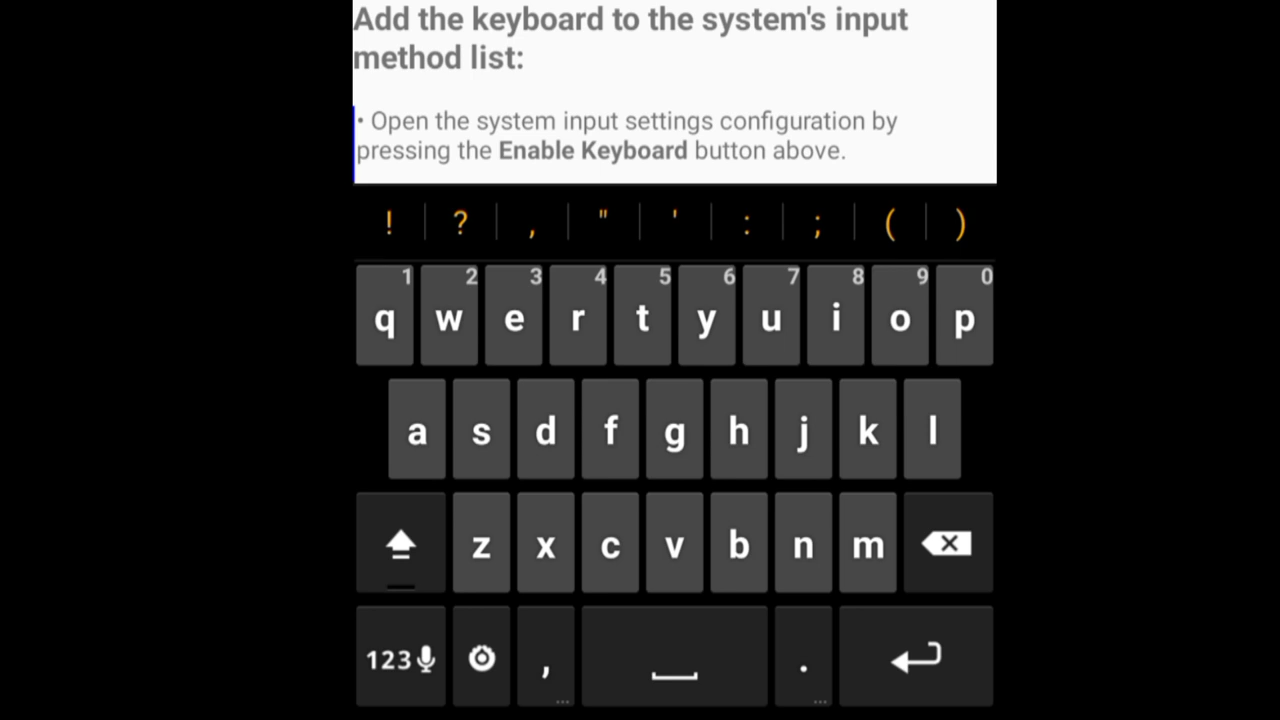 Add the keyboard to the system's input
method list:
• Open the system input settings configuration by
pressing the Enable Keyboard button above.
! ? , " ' : ; ( )
1 2 3 4 5 6 7 8 9 0
q w e r t y u i o p
a s d f g h j k l
z x c v b n m
123 , .
... ...